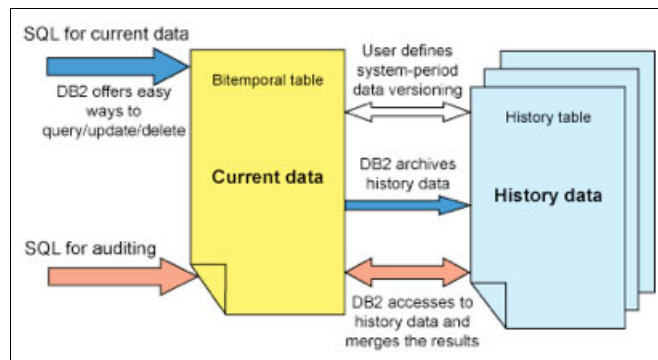 SQL for current data
DB2 offers easy
ways to
query/update/delete
SQL for auditing
Bitemporal table
Current data
User defines
system-period
data versioning
DB2 archives
history data
DB2 accesses to
history data and
merges the results
History table
History data